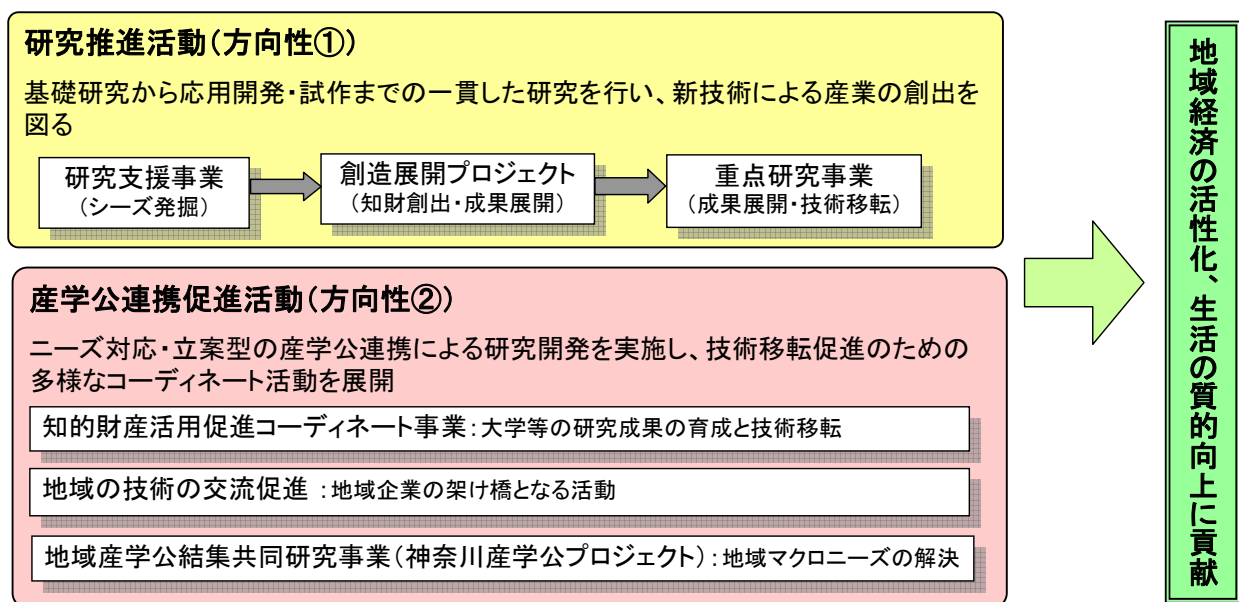 研究推進活動(方向性①)
基礎研究から応用開発・試作までの一貫した研究を行い、新技術による産業の創出を
図る
研究支援事業
(シーズ発掘)
創造展開プロジェクト
(知財創出・成果展開)
重点研究事業
(成果展開・技術移転)
産学公連携促進活動(方向性②)
ニーズ対応・立案型の産学公連携による研究開発を実施し、技術移転促進のための
多様なコーディネート活動を展開
知的財産活用促進コーディネート事業:大学等の研究成果の育成と技術移転
地域の技術の交流促進 :地域企業の架け橋となる活動
地域産学公結集共同研究事業(神奈川産学公プロジェクト):地域マクロニーズの解決
地域経済の活性化、生活の質的向上に貢献